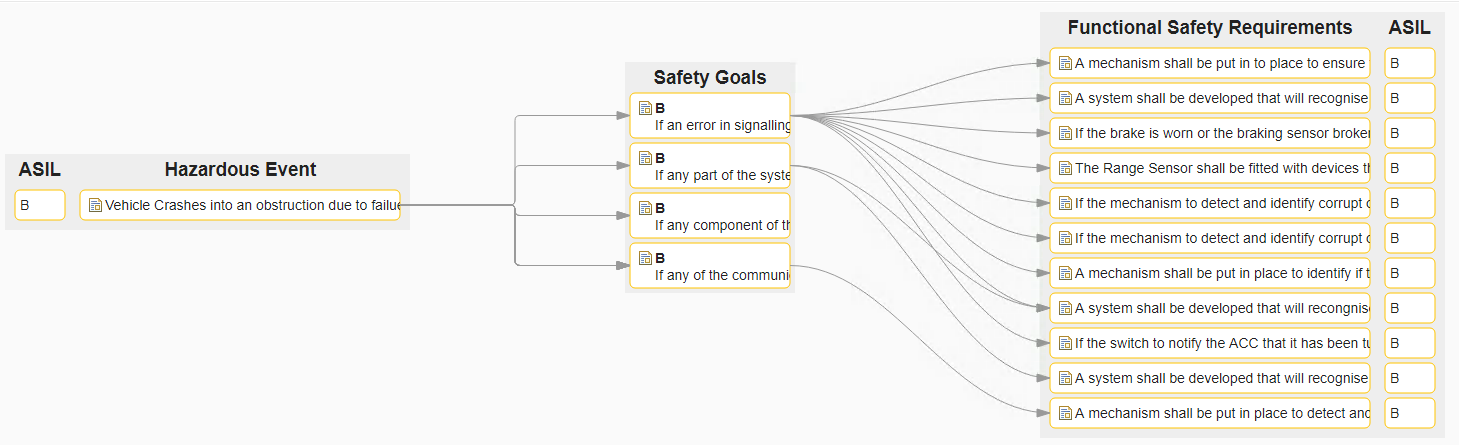 ASIL
Hazardous Event
B
Vehicle Crashes into an obstruction due to failue
Safety Goals
B
If an error in signalling
B
If any part of the syste
B
If any component of th
B
If any of the communi
Functional Safety Requirements
ASIL
A mechanism shall be put in to place to ensure
B
A system shall be developed that will recognise
B
If the brake is worn or the braking sensor broken
B
The Range Sensor shall be fitted with devices th
B
If the mechanism to detect and identify corrupt c
B
If the mechanism to detect and identify corrupt c
B
A mechanism shall be put in place to identify if t
B
A system shall be developed that will recongnise
B
If the switch to notify the ACC that it has been tu
B
A system shall be developed that will recognise
B
A mechanism shall be put in place to detect and
B